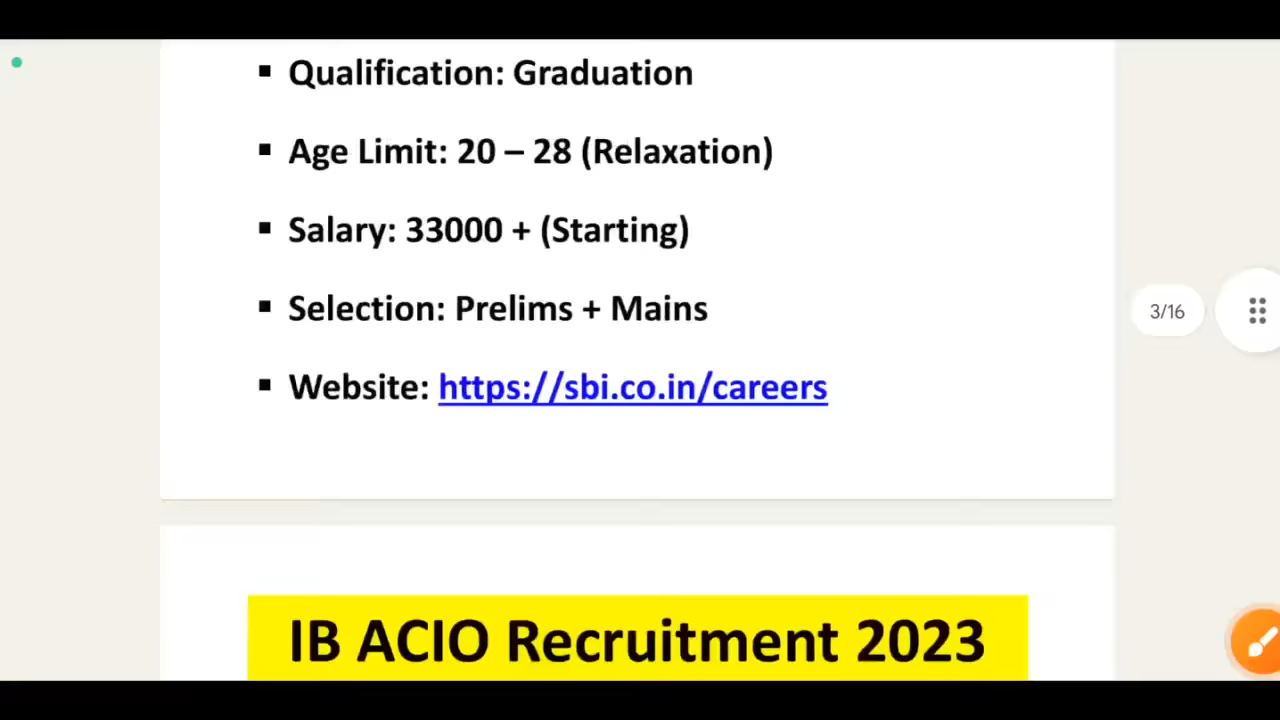 Qualification: Graduation
Age Limit: 20 – 28 (Relaxation)
Salary: 33000 + (Starting)
Selection: Prelims + Mains
3/16
Website: https://sbi.co.in/careers
IB ACIO Recruitment 2023